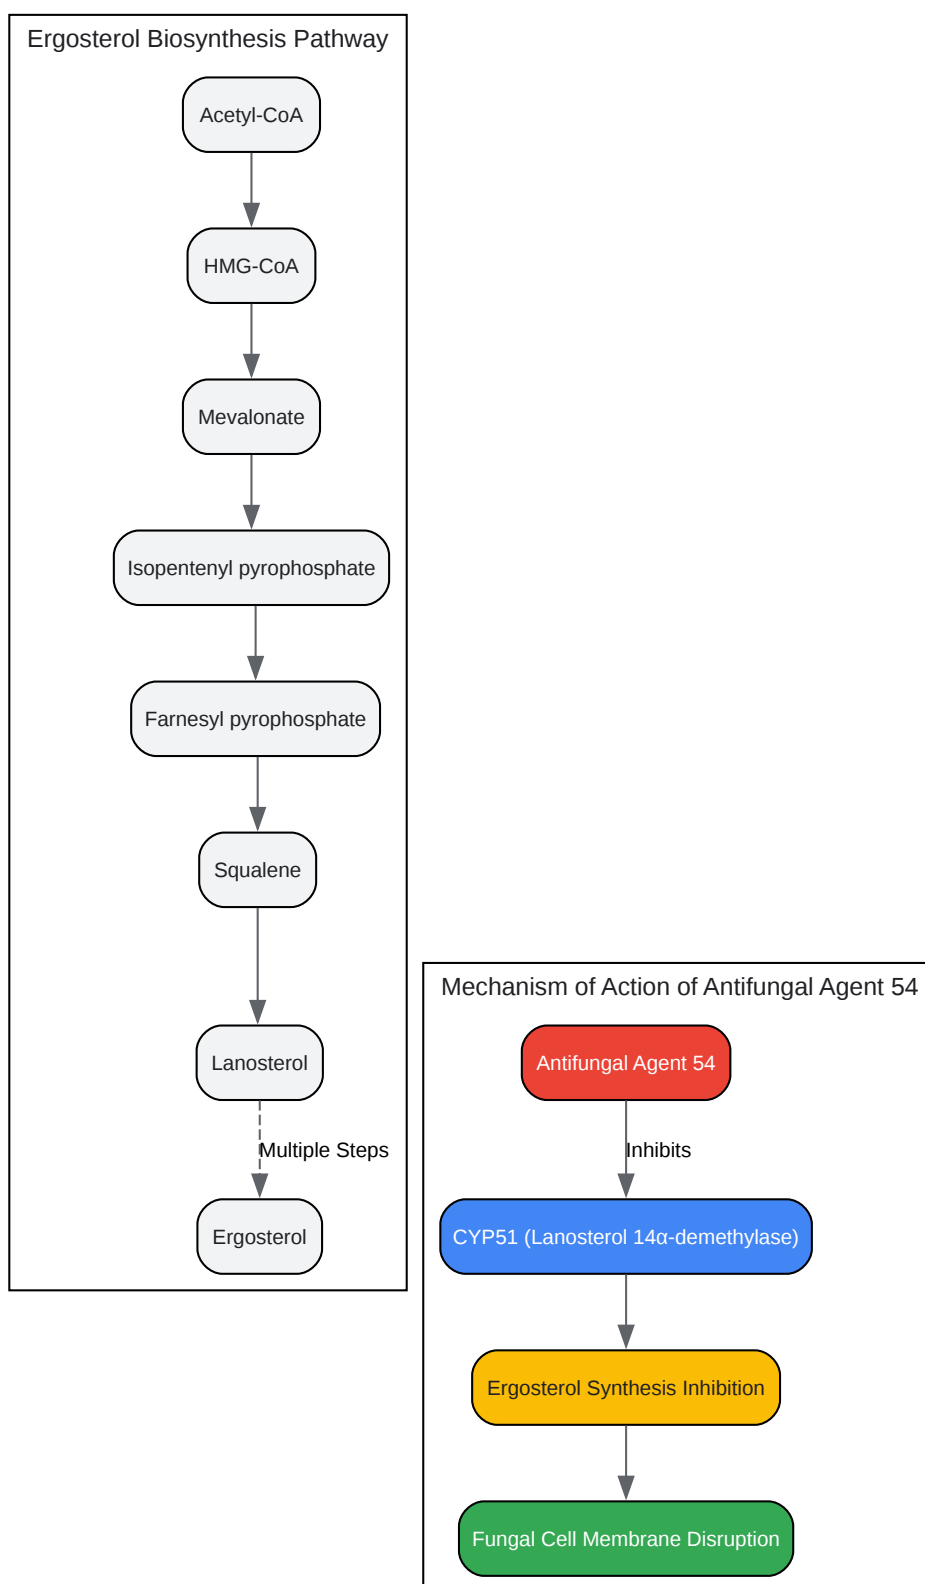 Ergosterol Biosynthesis Pathway
Acetyl-CoA
HMG-CoA
Mevalonate
Isopentenyl pyrophosphate
Farnesyl pyrophosphate
Squalene
Lanosterol
Multiple Steps
Ergosterol
Mechanism of Action of Antifungal Agent 54
Antifungal Agent 54
Inhibits
CYP51 (Lanosterol 14α-demethylase)
Ergosterol Synthesis Inhibition
Fungal Cell Membrane Disruption